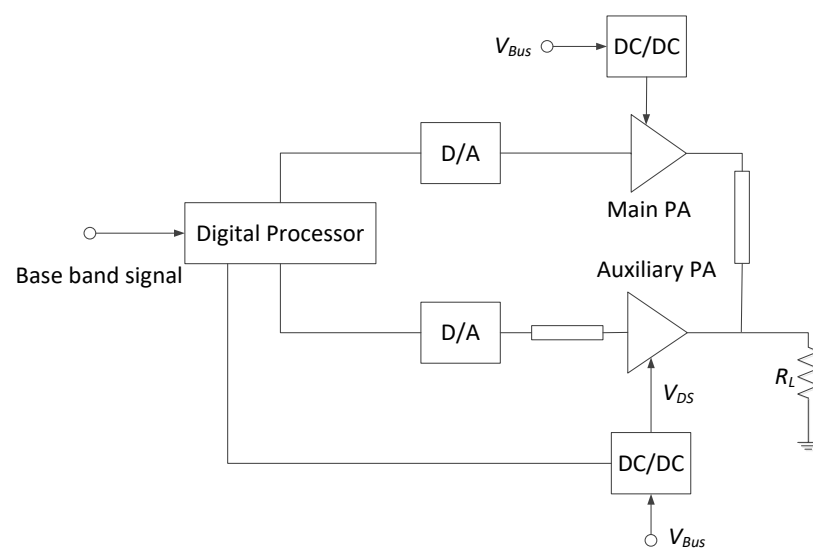 V_Bus
DC/DC
D/A
Main PA
Digital Processor
Base band signal
Auxiliary PA
D/A
R_L
V_DS
DC/DC
V_Bus